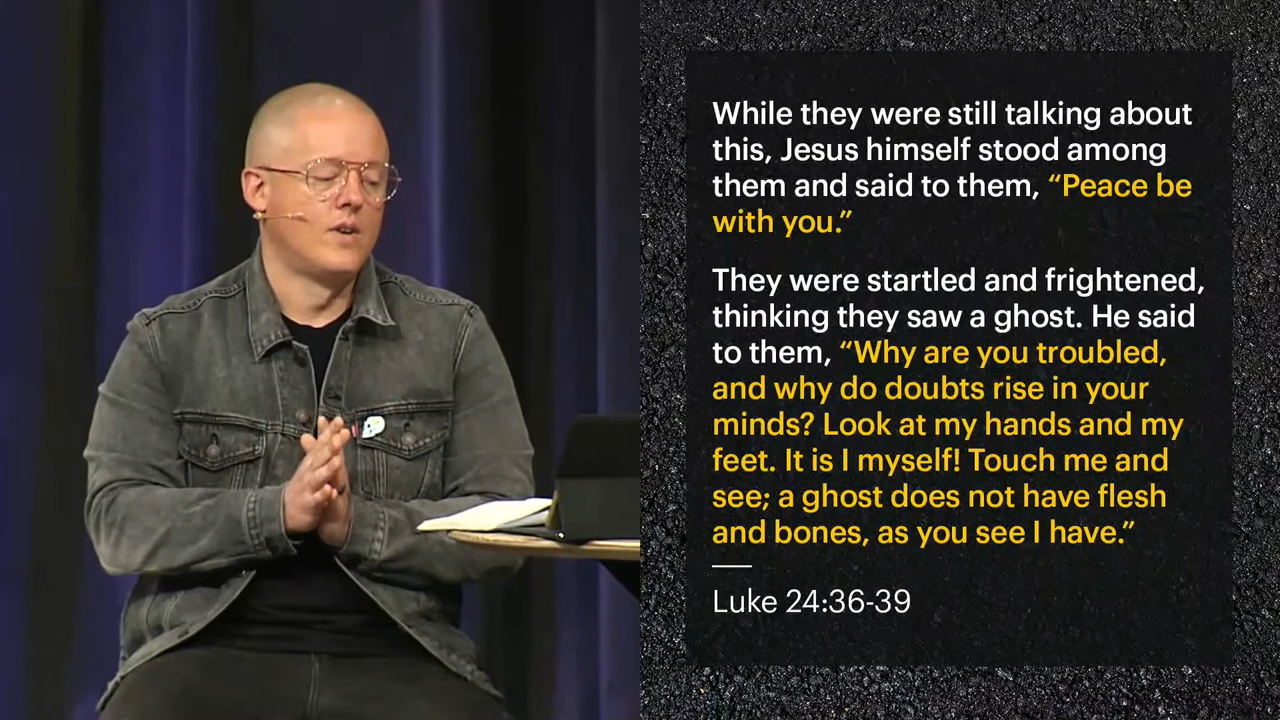 While they were still talking about
this, Jesus himself stood among
them and said to them, “Peace be
with you.”
They were startled and frightened,
thinking they saw a ghost. He said
to them, “Why are you troubled,
and why do doubts rise in your
minds? Look at my hands and my
feet. It is I myself! Touch me and
see; a ghost does not have flesh
and bones, as you see I have.”
Luke 24:36-39